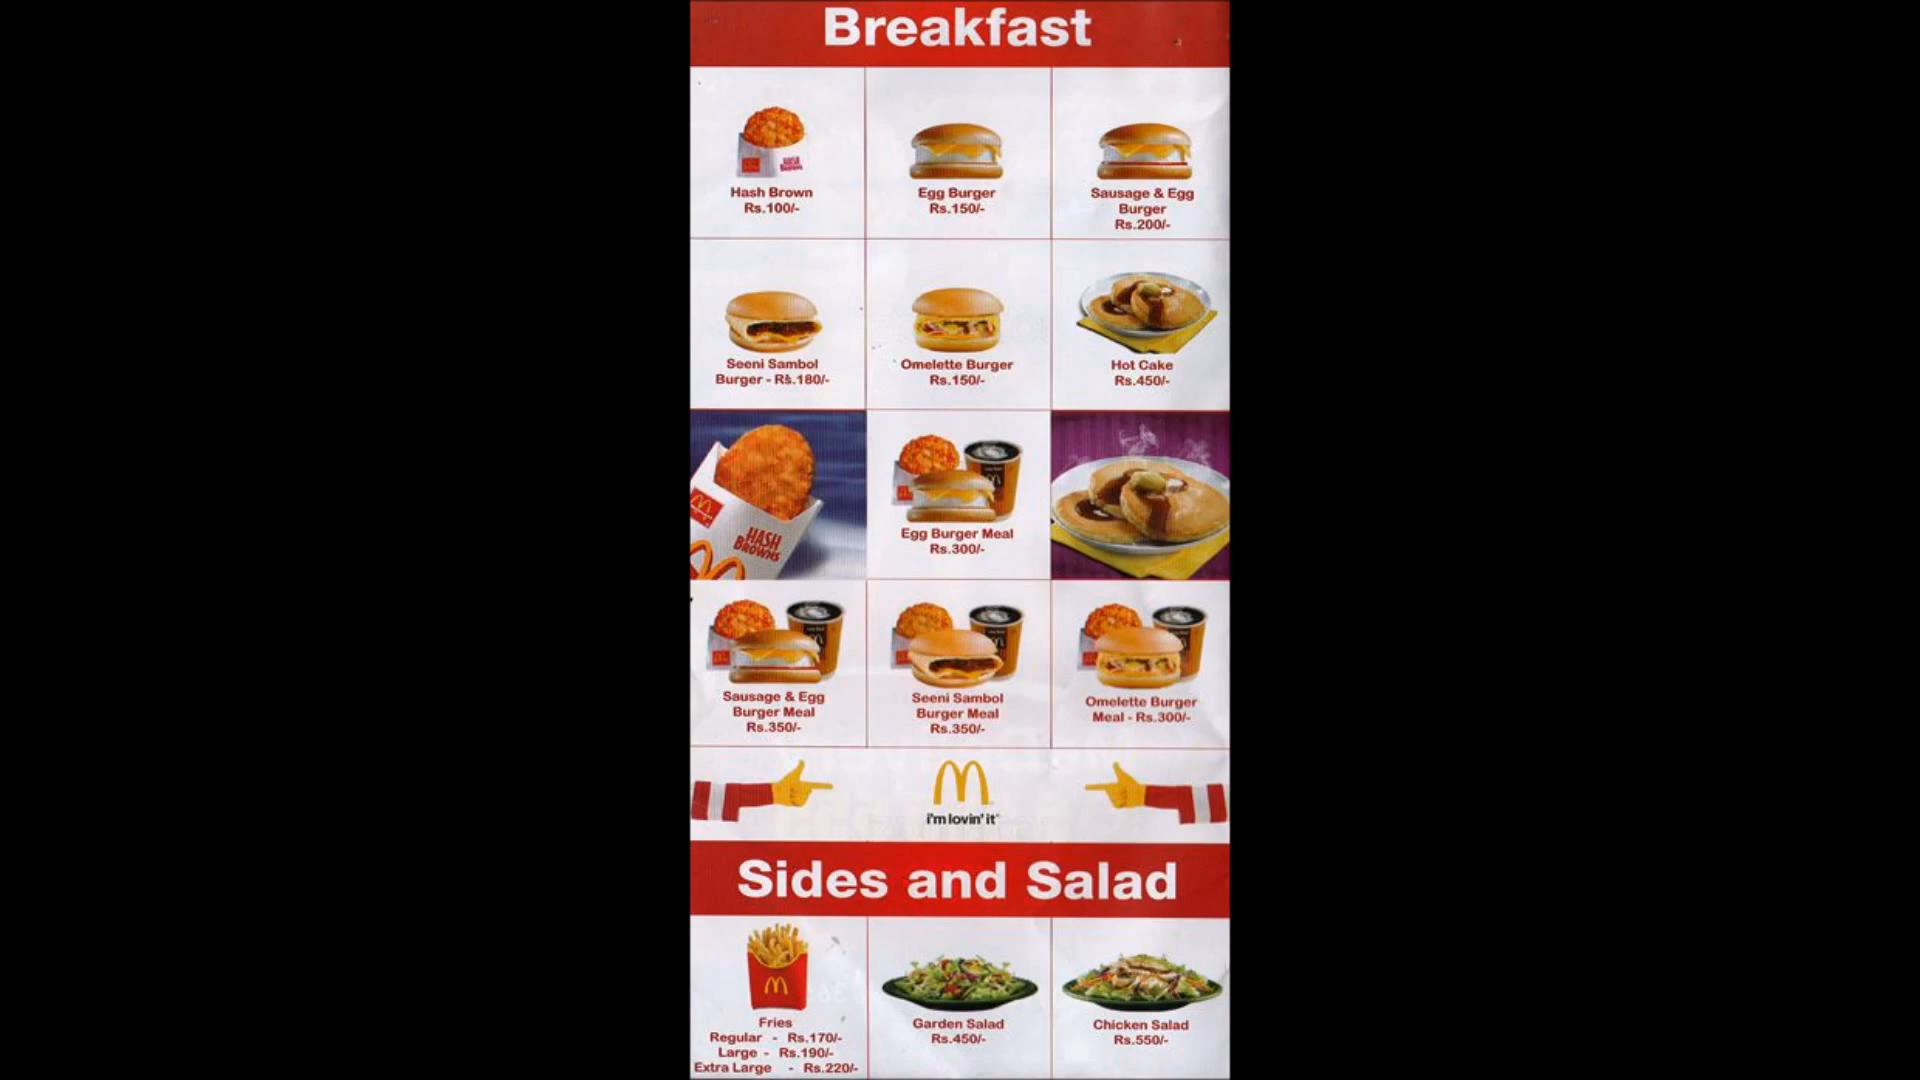 Breakfast
Hash Brown
Rs.100/-
Egg Burger
Rs.150/-
Sausage & Egg
Burger
Rs.200/-
Seeni Sambol
Burger - Rs.180/-
Omelette Burger
Rs.150/-
Hot Cake
Rs.450/-
HASH
BROWNS
Egg Burger Meal
Rs.300/-
Sausage & Egg
Burger Meal
Rs.350/-
Seeni Sambol
Burger Meal
Rs.350/-
Omelette Burger
Meal - Rs.300/-
i'm lovin' it
Sides and Salad
Fries
Regular - Rs.170/-
Large - Rs.190/-
Extra Large - Rs.220/-
Garden Salad
Rs.450/-
Chicken Salad
Rs.550/-